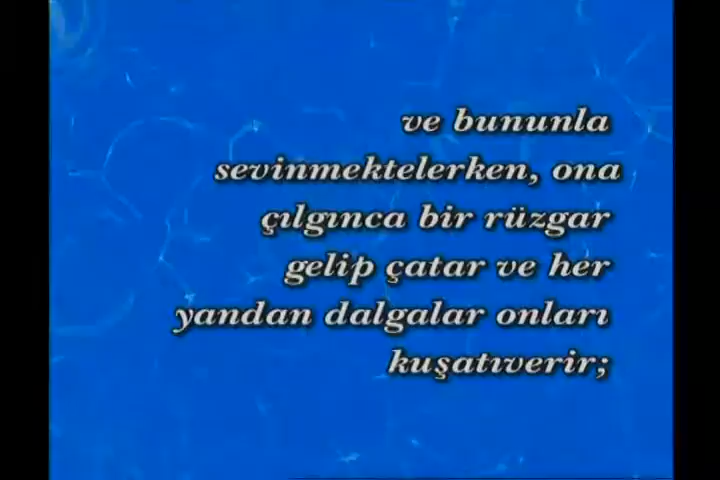 ve bununla
sevinmektelerken, ona
çılgınca bir rüzgar
gelip çatar ve her
yandan dalgalar onları
kuşatıverir;